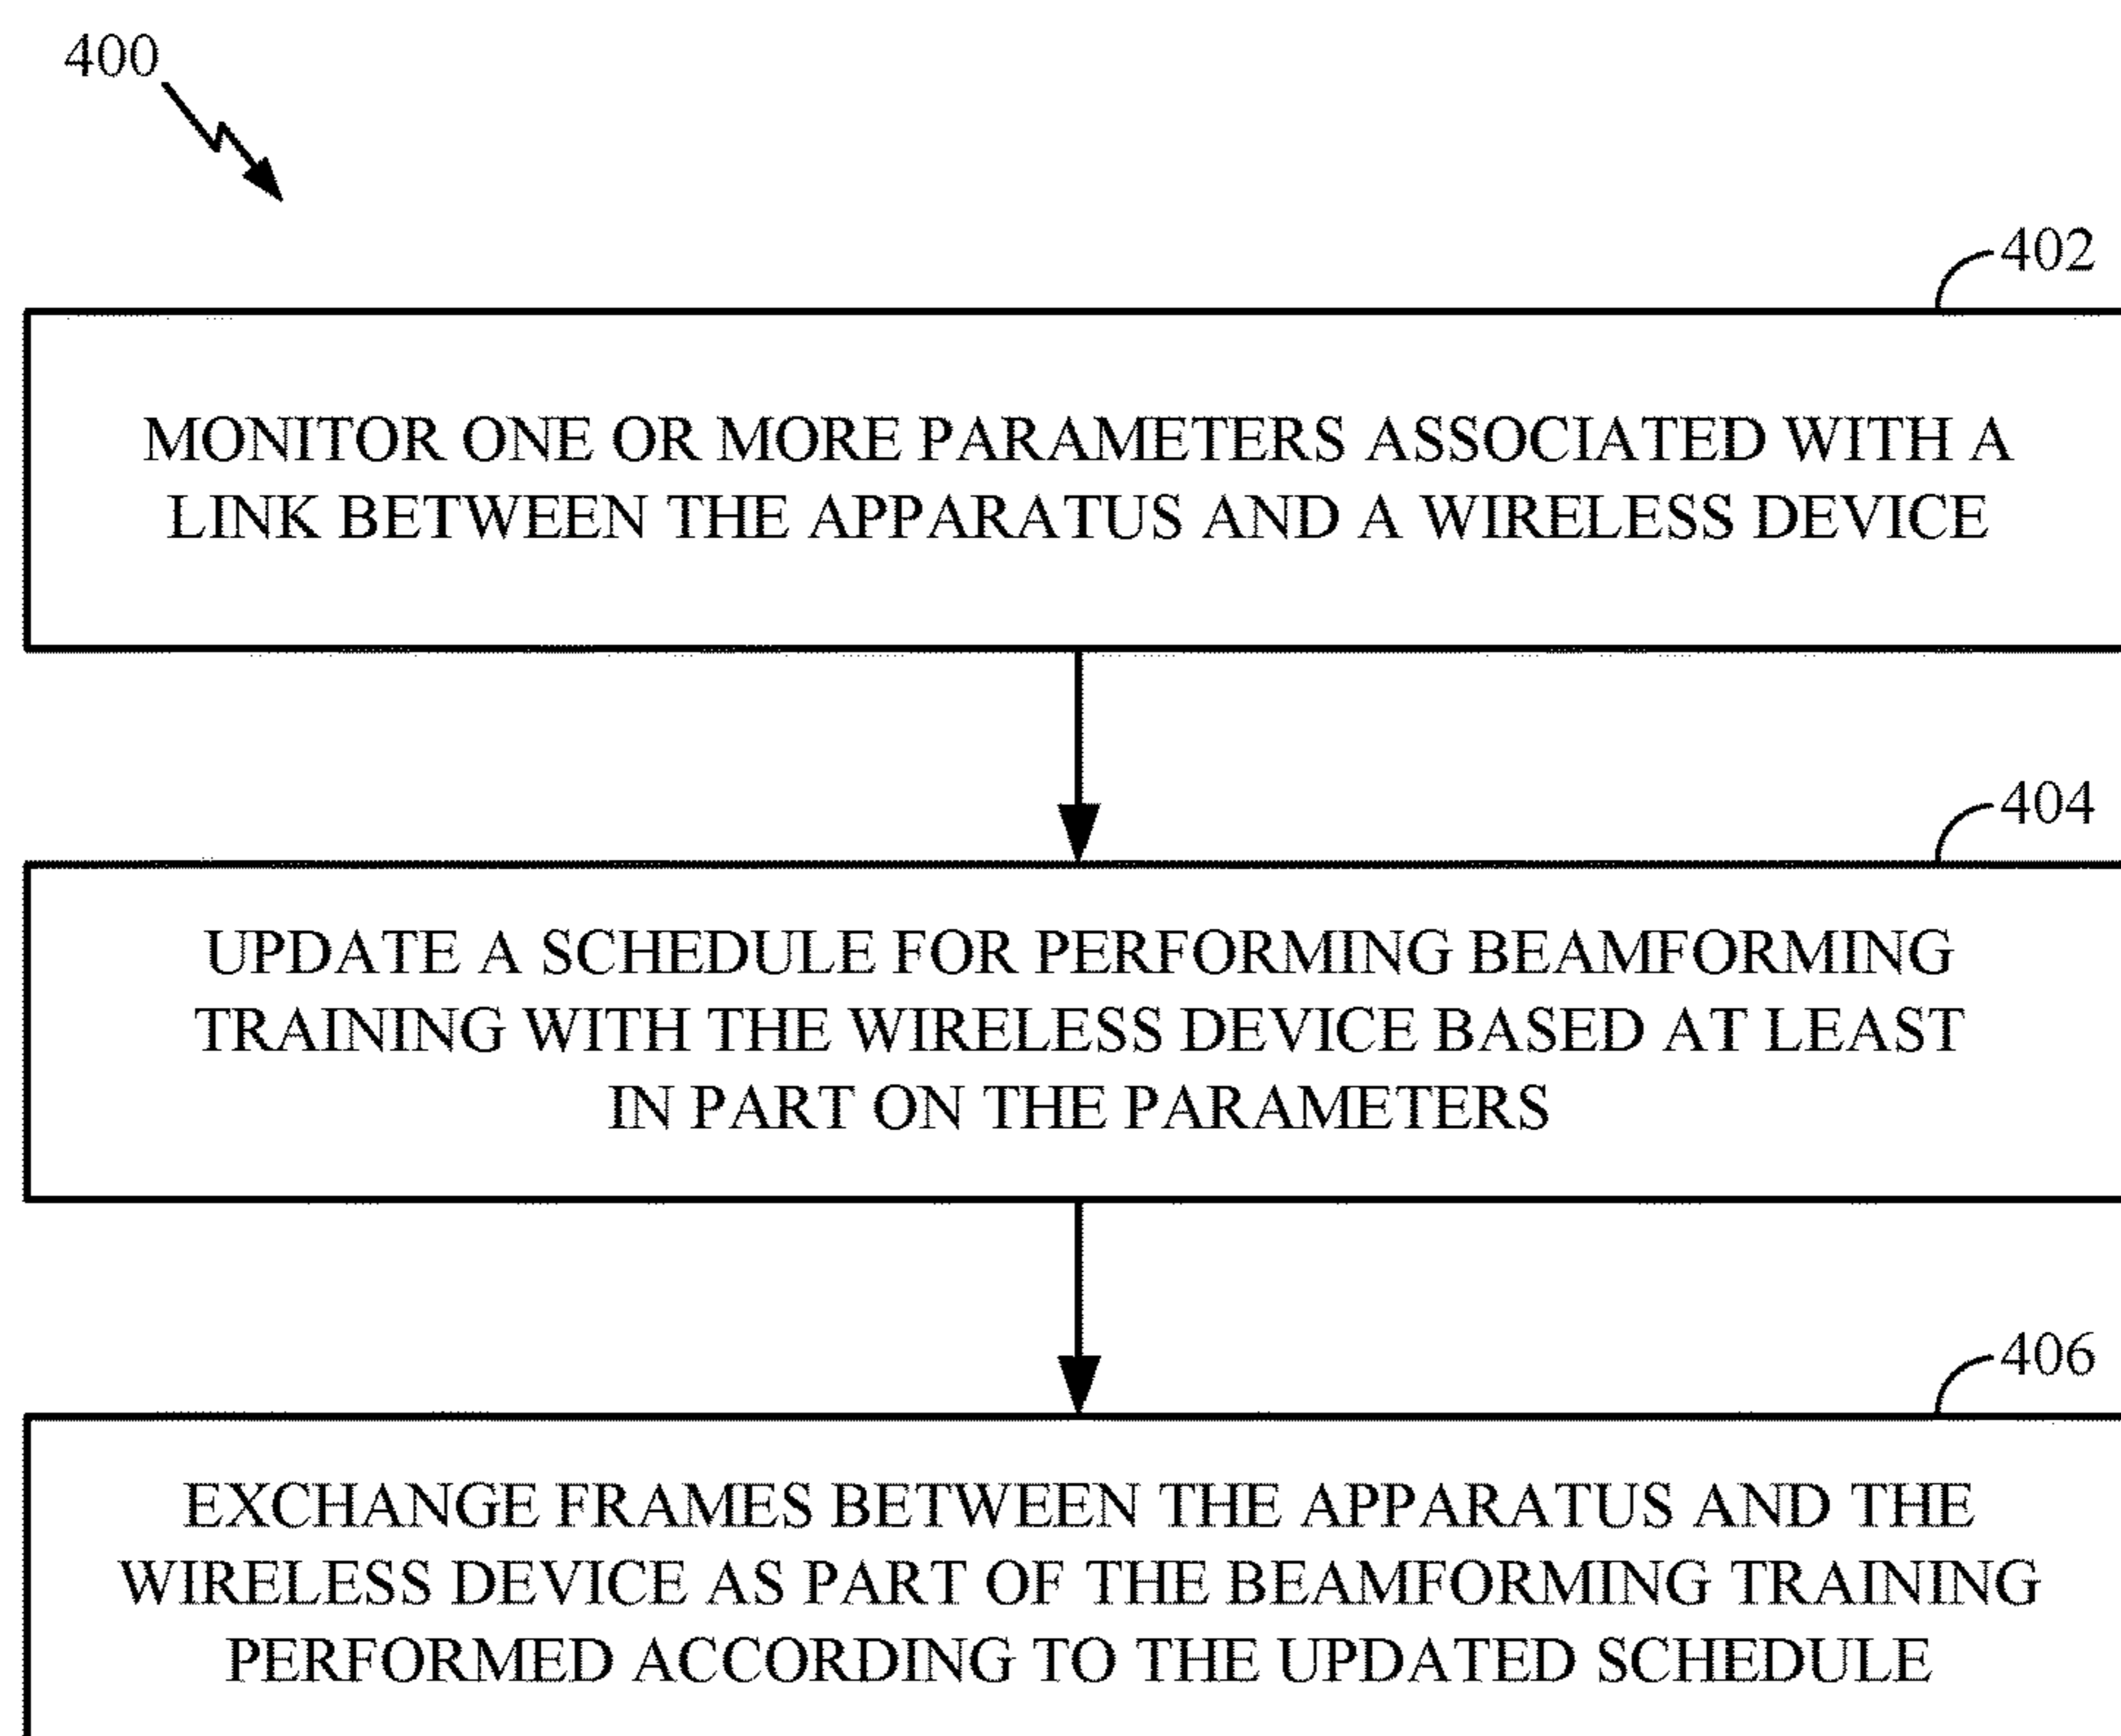 400
402
MONITOR ONE OR MORE PARAMETERS ASSOCIATED WITH A
LINK BETWEEN THE APPARATUS AND A WIRELESS DEVICE
404
UPDATE A SCHEDULE FOR PERFORMING BEAMFORMING
TRAINING WITH THE WIRELESS DEVICE BASED AT LEAST
IN PART ON THE PARAMETERS
406
EXCHANGE FRAMES BETWEEN THE APPARATUS AND THE
WIRELESS DEVICE AS PART OF THE BEAMFORMING TRAINING
PERFORMED ACCORDING TO THE UPDATED SCHEDULE